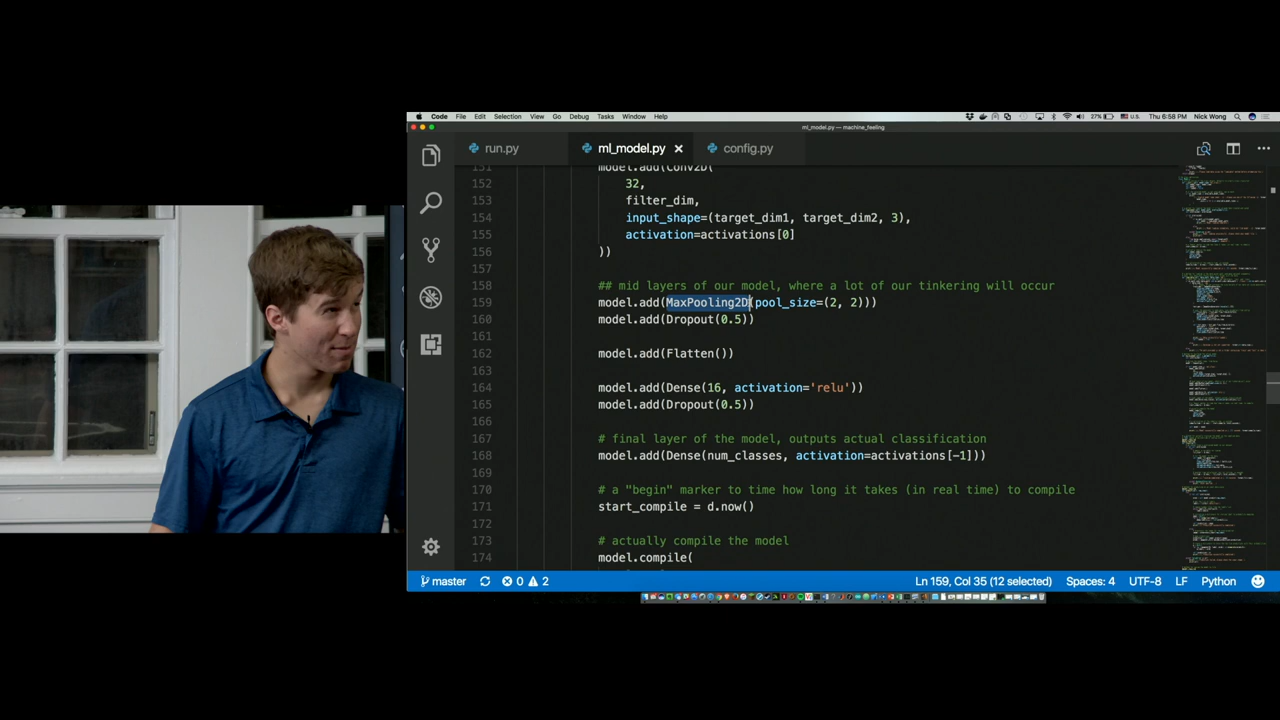 Code File Edit Selection View Go Debug Tasks Window Help 27% U.S. Thu 6:58 PM Nick Wong
ml_model.py — machine_feeling
run.py ml_model.py config.py
151 model.add(Conv2D(
152 32,
153 filter_dim,
154 input_shape=(target_dim1, target_dim2, 3),
155 activation=activations[0]
156 ))
157
158 ## mid layers of our model, where a lot of our tinkering will occur
159 model.add(MaxPooling2D(pool_size=(2, 2)))
160 model.add(Dropout(0.5))
161
162 model.add(Flatten())
163
164 model.add(Dense(16, activation='relu'))
165 model.add(Dropout(0.5))
166
167 # final layer of the model, outputs actual classification
168 model.add(Dense(num_classes, activation=activations[-1]))
169
170 # a "begin" marker to time how long it takes (in real time) to compile
171 start_compile = d.now()
172
173 # actually compile the model
174 model.compile(
master 0 2 Ln 159, Col 35 (12 selected) Spaces: 4 UTF-8 LF Python